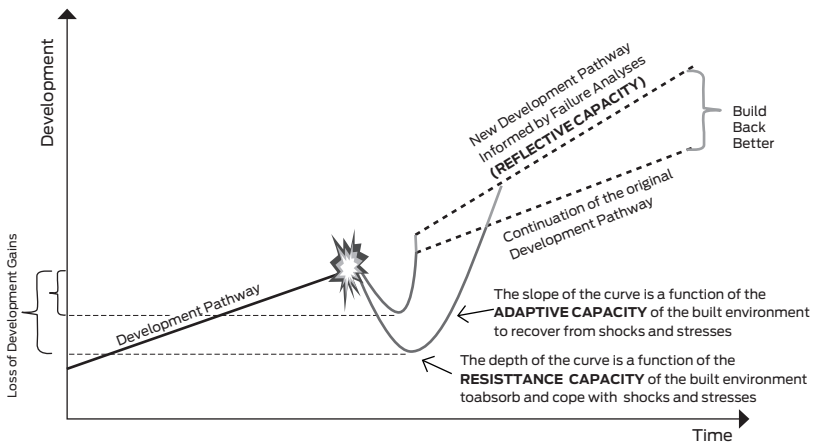 Development
New Development Pathway
Informed by Failure Analyses
(REFLECTIVE CAPACITY)
Build
Back
Better
Continuation of the original
Development Pathway
Loss of Development Gains
Development Pathway
The slope of the curve is a function of the
ADAPTIVE CAPACITY of the built environment
to recover from shocks and stresses
The depth of the curve is a function of the
RESISTTANCE CAPACITY of the built environment
toabsorb and cope with shocks and stresses
Time